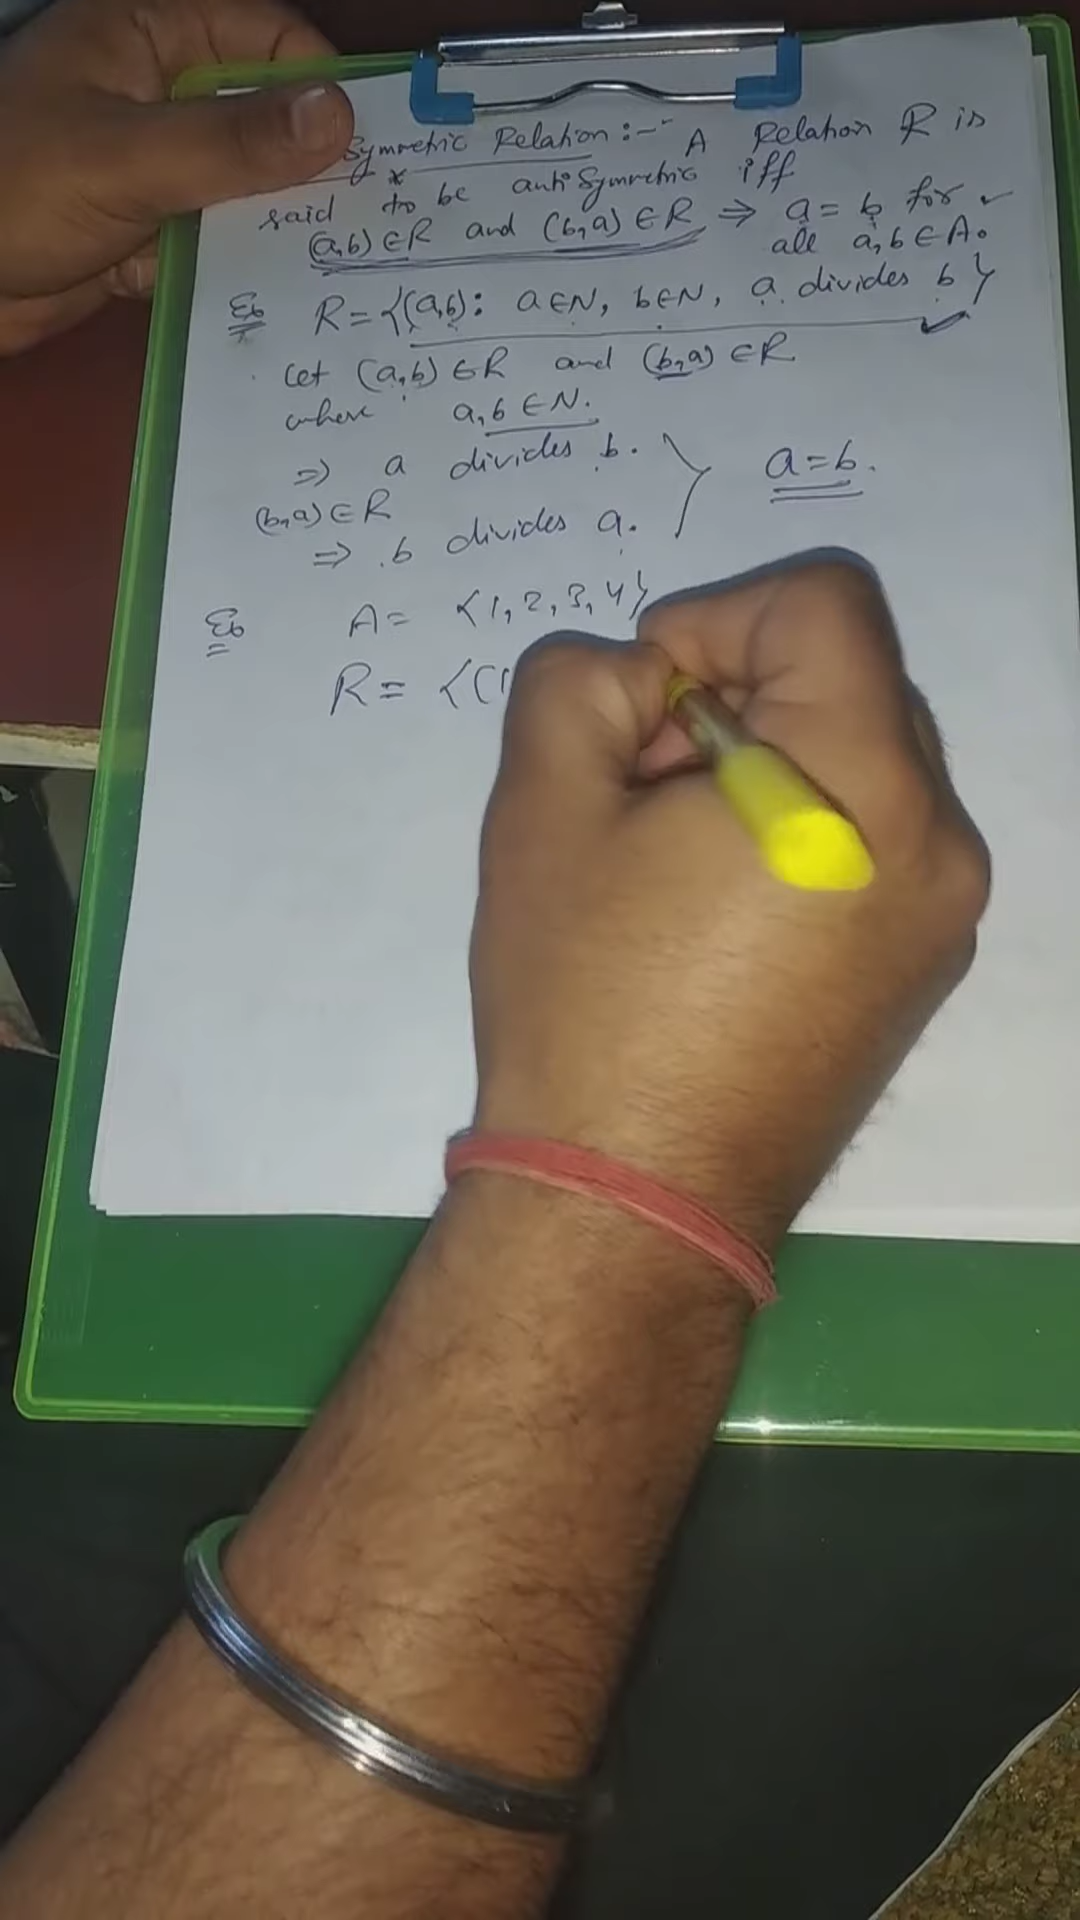 Symmetric Relation :- A Relation R is
said to be antiSymmetric iff
(a,b) ∈ R and (b,a) ∈ R ⇒ a = b for
all a,b ∈ A.
Eg R = {(a,b): a ∈ N, b ∈ N, a divides b}
Let (a,b) ∈ R and (b,a) ∈ R
where a,b ∈ N.
⇒ a divides b.
a = b.
(b,a) ∈ R
⇒ b divides a.
Eg A = {1, 2, 3, 4}
R = {(1